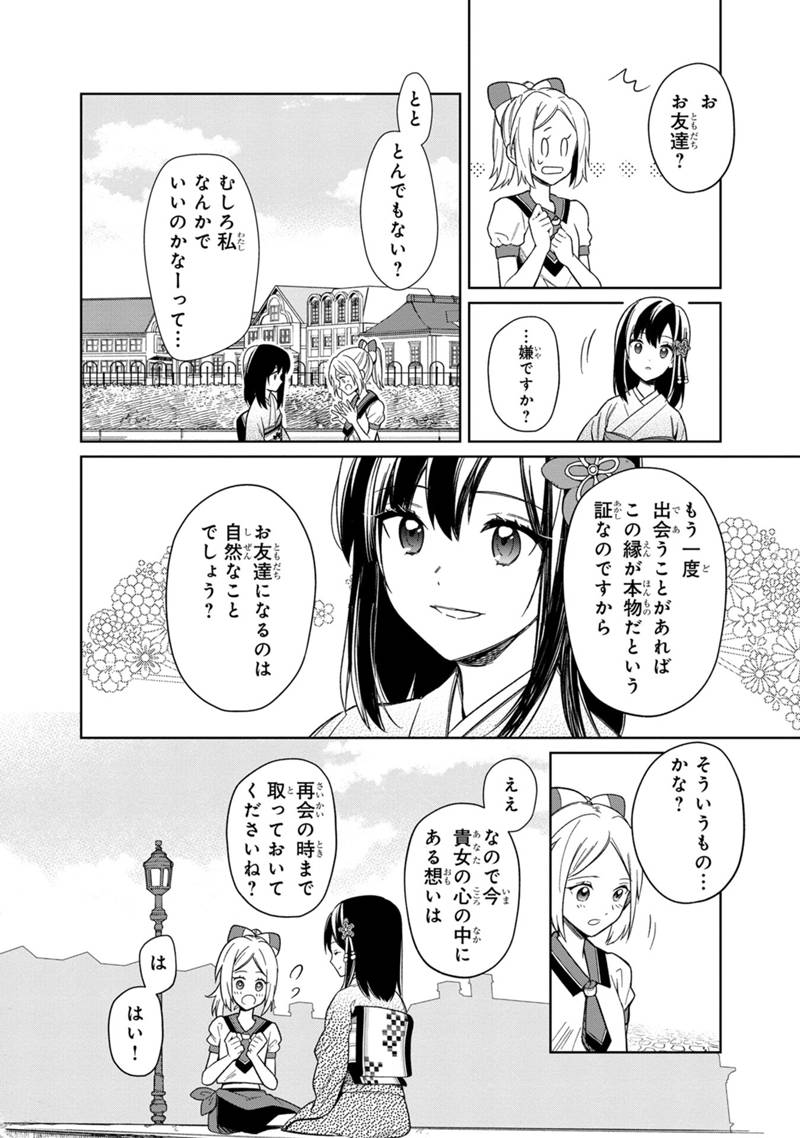 お
お友達?
…嫌ですか?
とと
とんでもない?
むしろ私
なんかで
いいのかなーって…
もう一度
出会うことがあれば
この縁が本物だという
証なのですから
お友達になるのは
自然なこと
でしょう?
そういうもの…
かな?
ええ
なので今
貴女の心の中に
ある想いは
再会の時まで
取っておいて
くださいね?
は
はい!